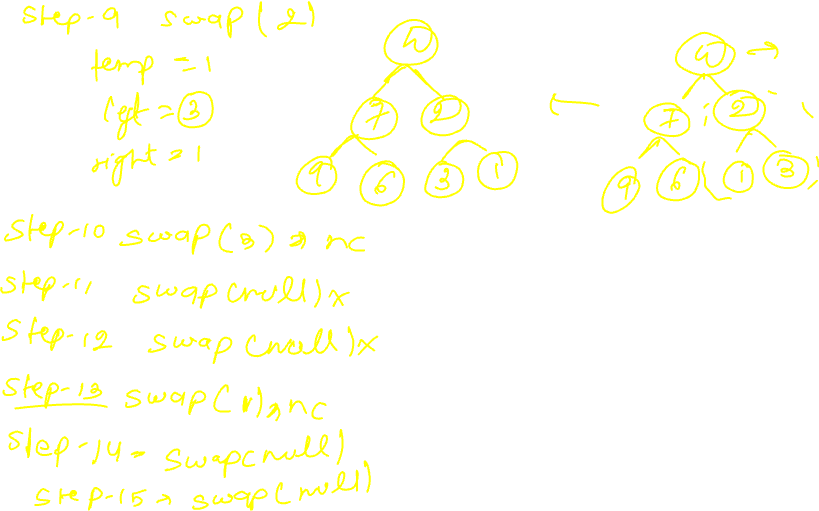 step-9 swap(2)
temp = 1
left = 3
right = 1
4
7 2
9 6 3 1
4
7 2
9 6 1 3
step-10 swap(3) → nc
step-11 swap(null)x
step-12 swap(null)x
step-13 swap(1) → nc
step-14 → swap(null)
step-15 → swap(null)